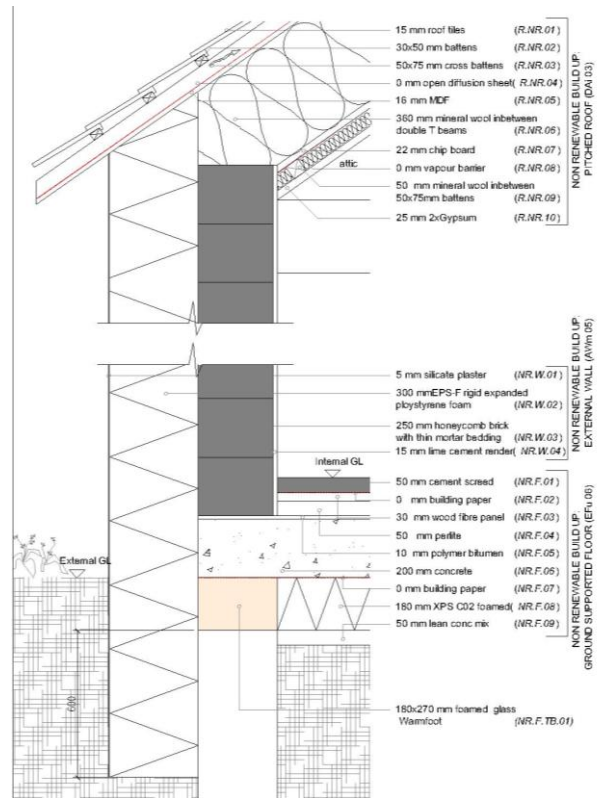 15 mm roof tiles (R.NR.01)
30x50 mm battens (R.NR.02)
50x75 mm cross battens (R.NR.03)
0 mm open diffusion sheet( R.NR.04)
16 mm MDF (R.NR.05)
360 mm mineral wool inbetween
double T beams (R.NR.06)
22 mm chip board (R.NR.07)
0 mm vapour barrier (R.NR.08)
50 mm mineral wool inbetween
50x75mm battens (R.NR.09)
25 mm 2xGypsum (R.NR.10)
attic
NON RENEWABLE BUILD UP.
PITCHED ROOF (DAI 03)
5 mm silicate plaster (NR.W.01)
300 mmEPS-F rigid expanded
ploystyrene foam (NR.W.02)
250 mm honeycomb brick
with thin mortar bedding (NR.W.03)
15 mm lime cement render( NR.W.04)
NON RENEWABLE BUILD UP.
EXTERNAL WALL (AWm 05)
Internal GL
50 mm cement screed (NR.F.01)
0 mm building paper (NR.F.02)
30 mm wood fibre panel (NR.F.03)
50 mm perlite (NR.F.04)
10 mm polymer bitumen (NR.F.05)
200 mm concrete (NR.F.06)
0 mm building paper (NR.F.07)
180 mm XPS C02 foamed( NR.F.08)
50 mm lean conc mix (NR.F.09)
NON RENEWABLE BUILD UP.
GROUND SUPPORTED FLOOR (EFu 03)
External GL
600
180x270 mm foamed glass
Warmfoot (NR.F.TB.01)